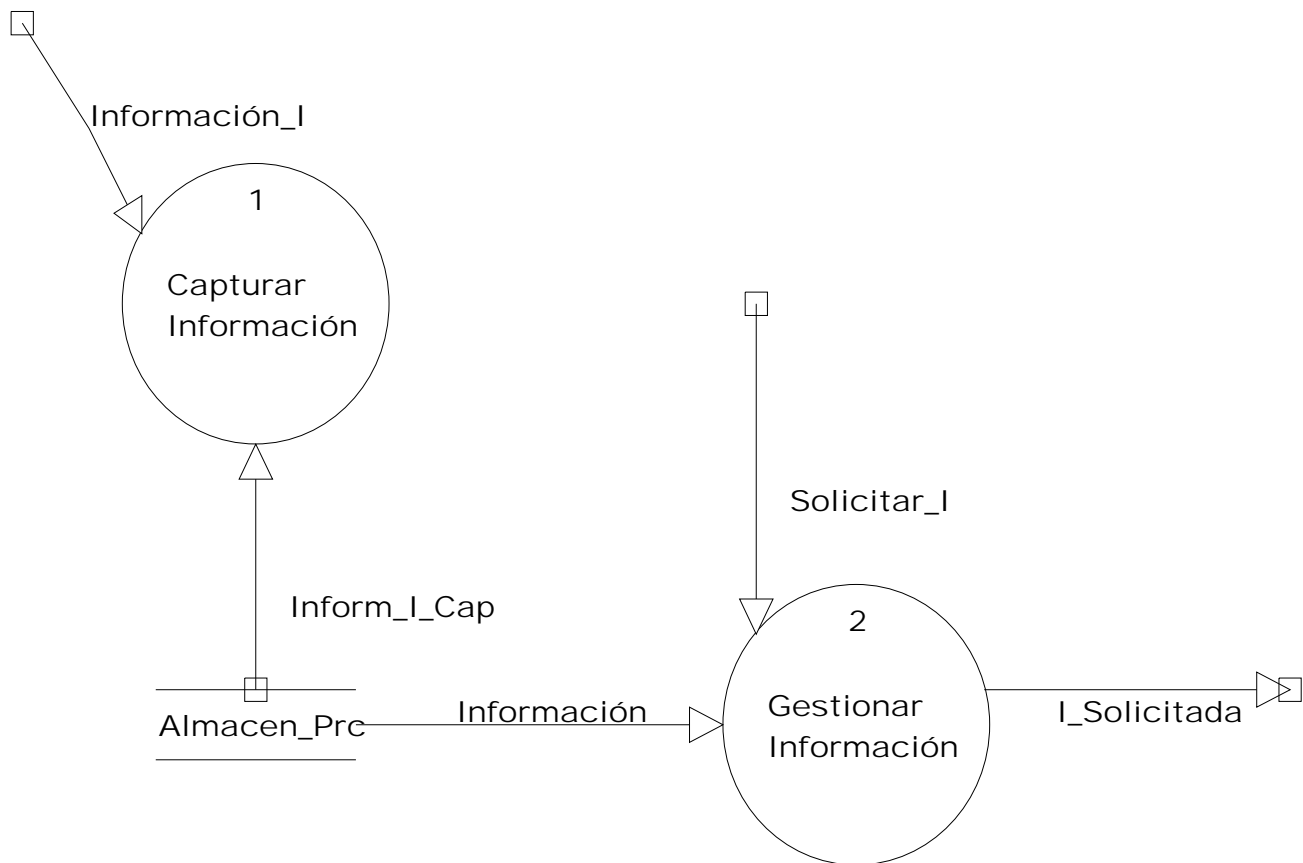 Información_I
1
Capturar
Información
Solicitar_I
Inform_I_Cap
2
Almacen_Prc
Información
Gestionar
Información
I_Solicitada